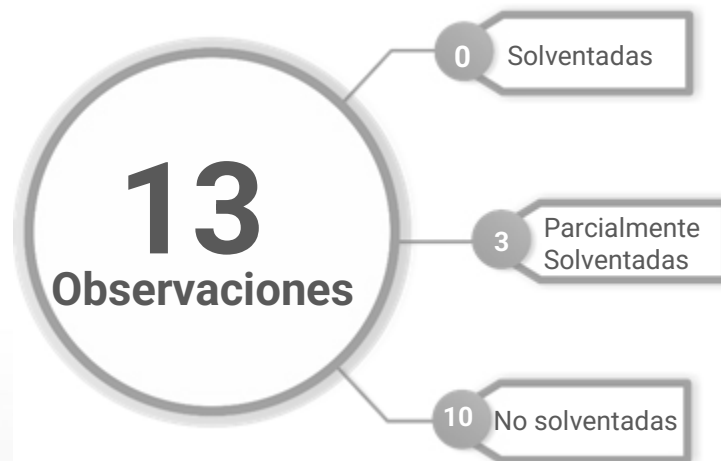 13
Observaciones
0
Solventadas
3
Parcialmente
Solventadas
10
No solventadas